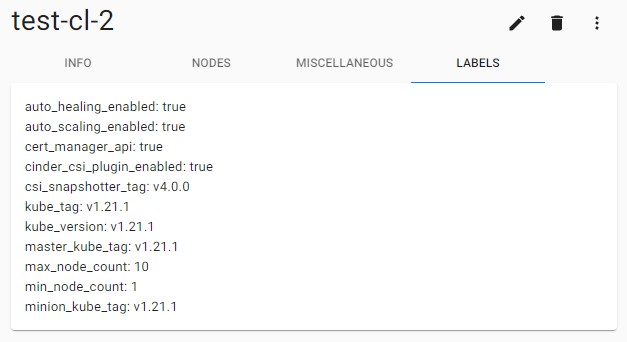 test-cl-2
INFO NODES MISCELLANEOUS LABELS
auto_healing_enabled: true
auto_scaling_enabled: true
cert_manager_api: true
cinder_csi_plugin_enabled: true
csi_snapshotter_tag: v4.0.0
kube_tag: v1.21.1
kube_version: v1.21.1
master_kube_tag: v1.21.1
max_node_count: 10
min_node_count: 1
minion_kube_tag: v1.21.1